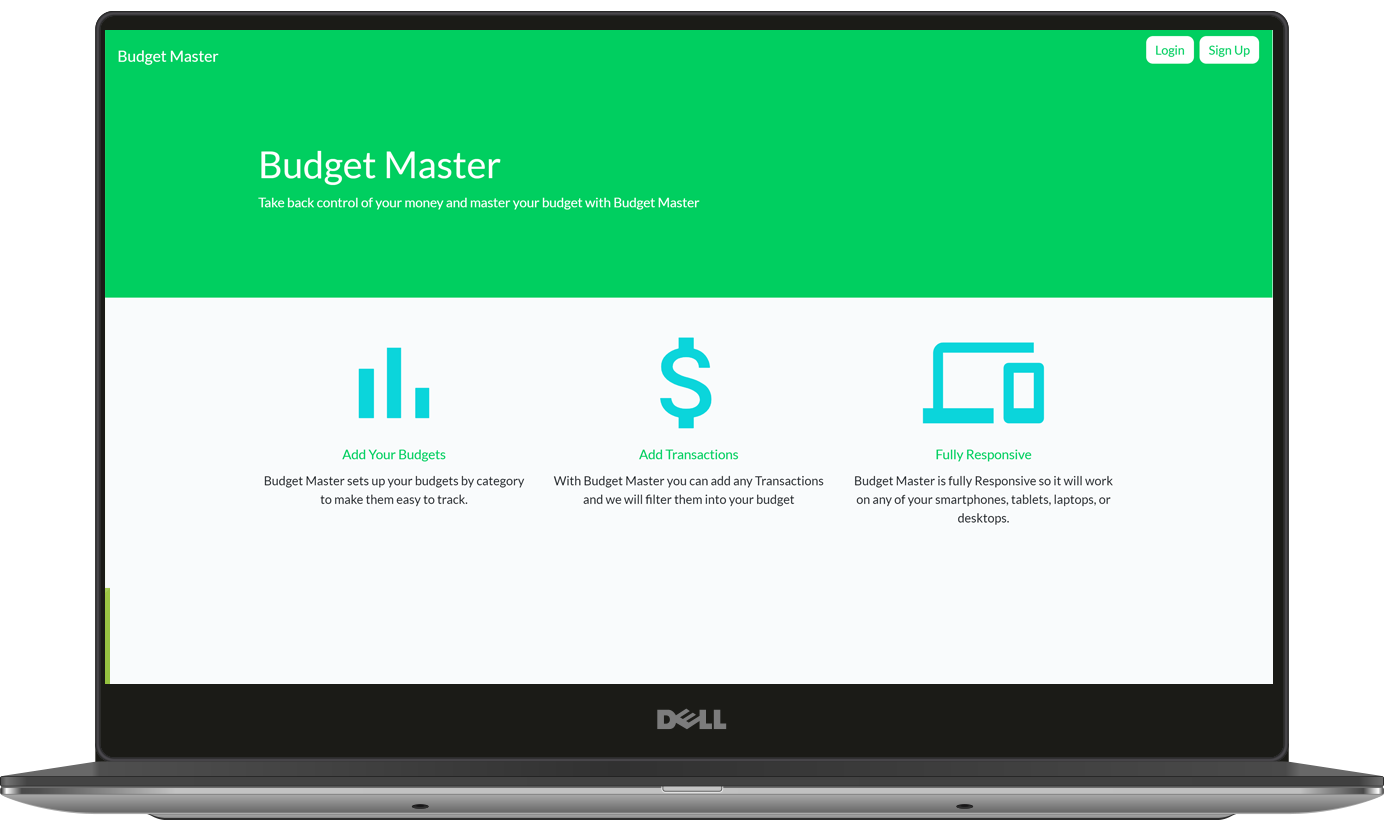 Budget Master
Login
Sign Up
Budget Master
Take back control of your money and master your budget with Budget Master
Add Your Budgets
Budget Master sets up your budgets by category
to make them easy to track.
Add Transactions
With Budget Master you can add any Transactions
and we will filter them into your budget
Fully Responsive
Budget Master is fully Responsive so it will work
on any of your smartphones, tablets, laptops, or
desktops.
DELL